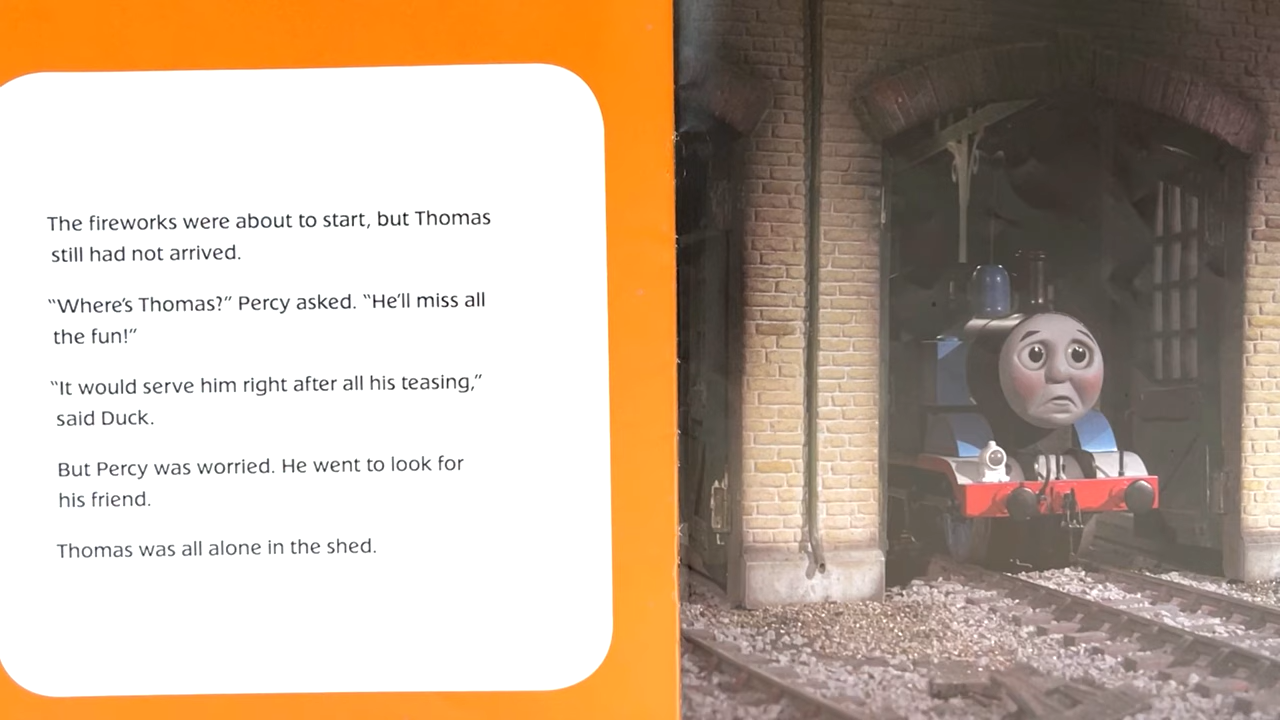 The fireworks were about to start, but Thomas
still had not arrived.
“Where’s Thomas?” Percy asked. “He’ll miss all
the fun!”
“It would serve him right after all his teasing,”
said Duck.
But Percy was worried. He went to look for
his friend.
Thomas was all alone in the shed.